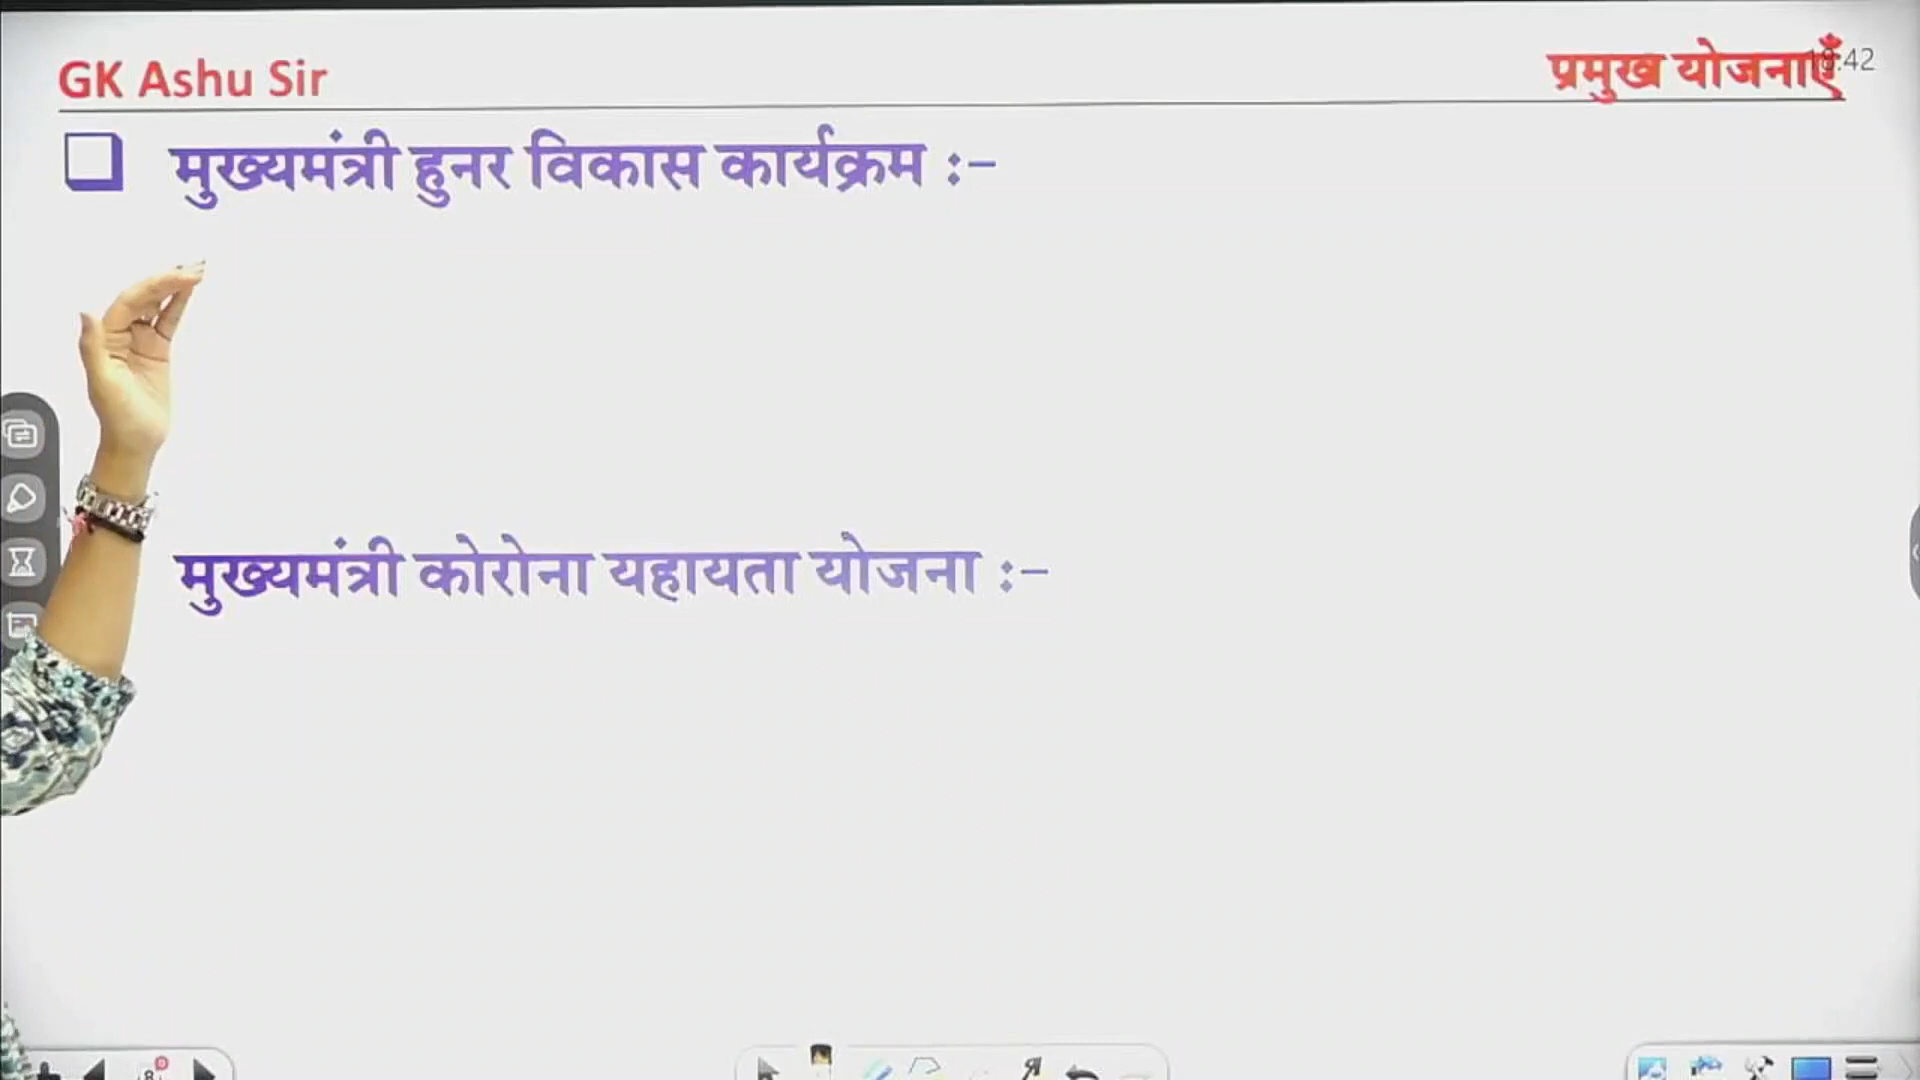 GK Ashu Sir
प्रमुख योजनाएँ
मुख्यमंत्री हुनर विकास कार्यक्रम :-
मुख्यमंत्री कोरोना यहायता योजना :-